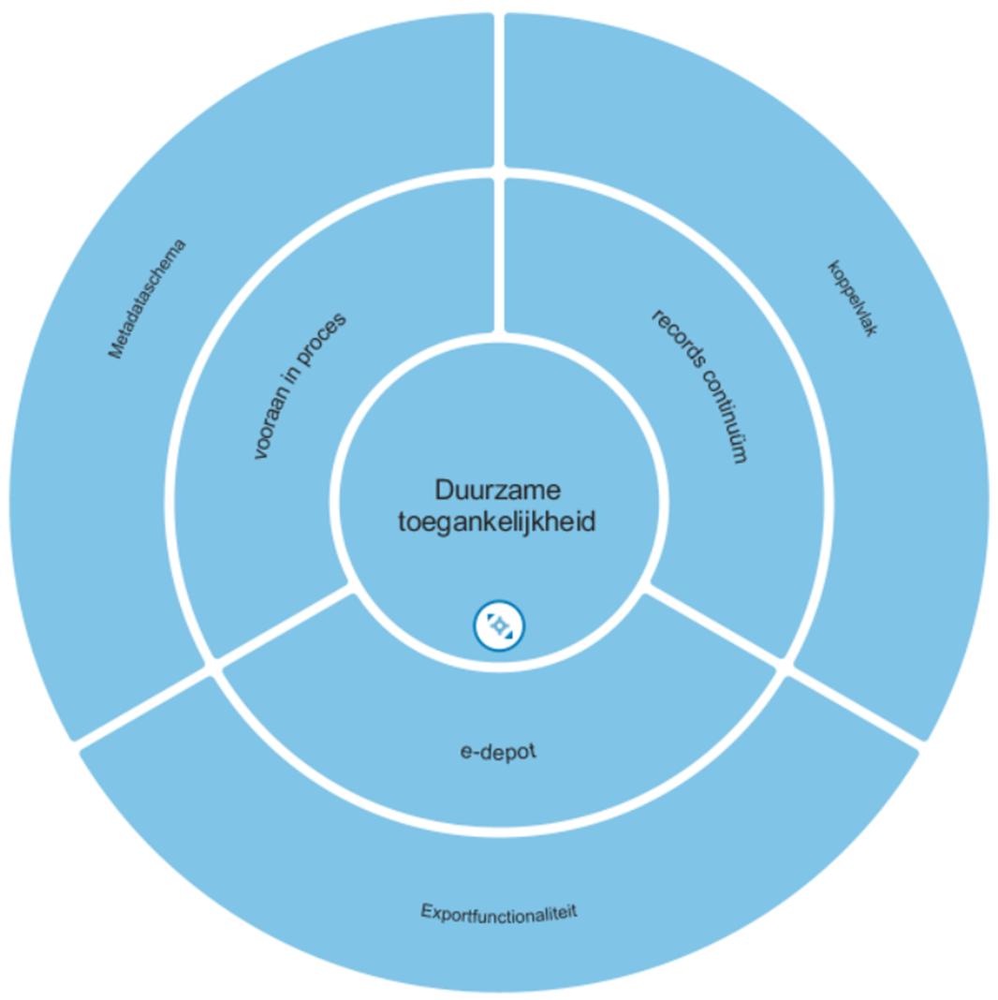 Metadataschema
koppelvlak
vooraan in proces
records continuüm
Duurzame
toegankelijkheid
e-depot
Exportfunctionaliteit